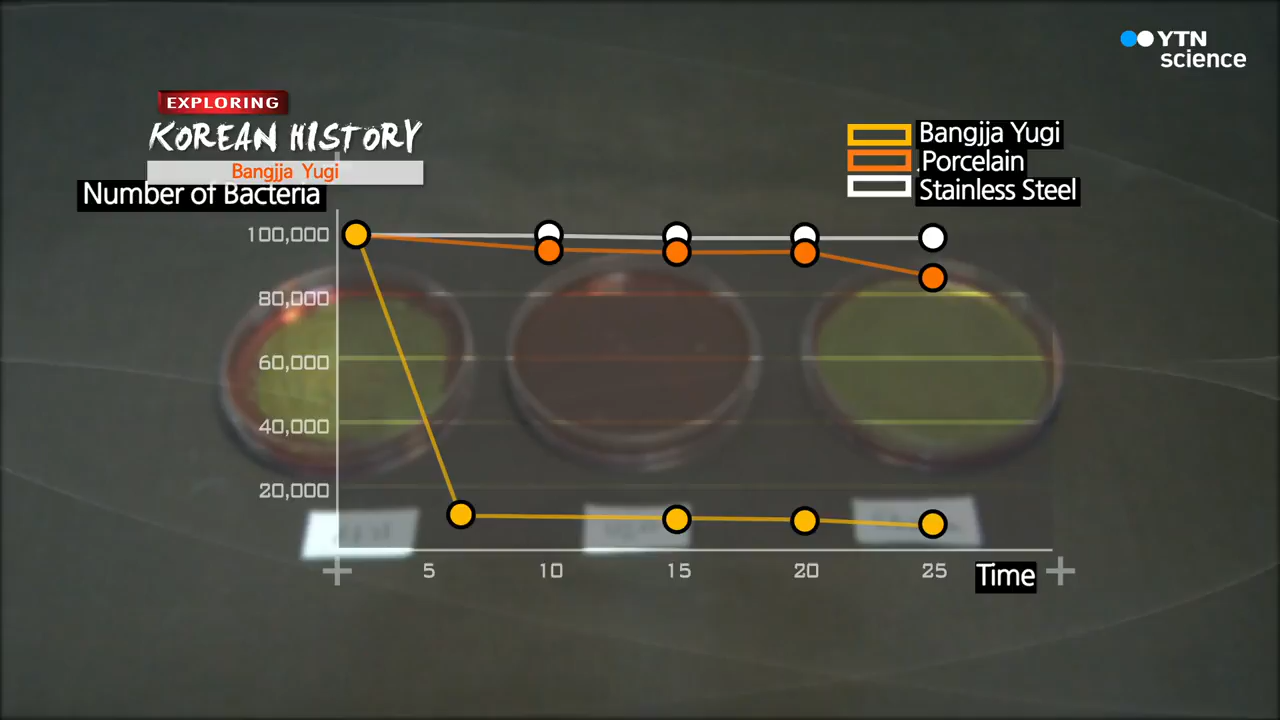 YTN
science
EXPLORING
KOREAN HISTORY
Bangjja Yugi
Number of Bacteria
Bangjja Yugi
Porcelain
Stainless Steel
100,000
80,000
60,000
40,000
20,000
5 10 15 20 25
Time